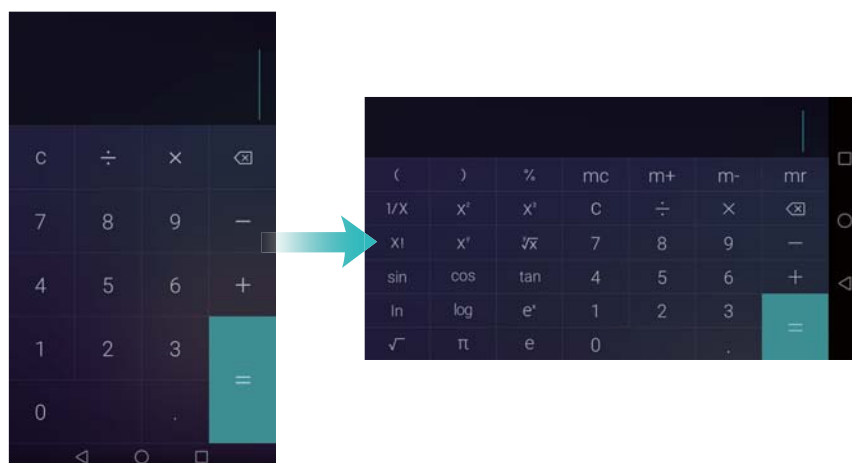 C ÷ ×
7 8 9 −
4 5 6 +
1 2 3
=
0 .
( ) % mc m+ m- mr
1/X X² X³ C ÷ ×
X! Xʸ ʸ√x 7 8 9 −
sin cos tan 4 5 6 +
ln log eˣ 1 2 3
=
√ π e 0 .